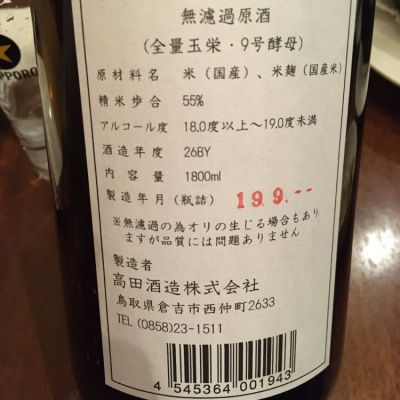 無濾過原酒
(全量玉栄・9号酵母)
原材料名 米(国産)、米麹(国産米)
精米歩合 55%
アルコール度 18.0度以上~19.0度未満
酒造年度 26BY
内容量 1800ml
製造年月(瓶詰) 19.9.--
※無濾過の為オリの生じる場合もあり
ますが品質には問題ありません
製造者
高田酒造株式会社
鳥取県倉吉市西仲町2633
TEL (0858)23-1511
4 545364 001943